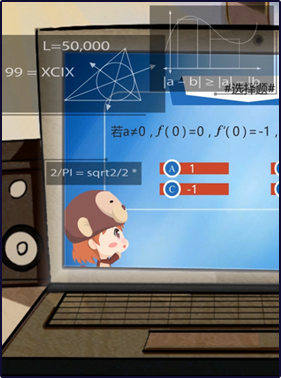 L=50,000
99 = XCIX
|a - b| ≥ |a| - b
#选择题#
若a≠0 , f ( 0 ) =0 , f'( 0 ) = -1 ,
2/PI = sqrt2/2 *
A 1
C -1